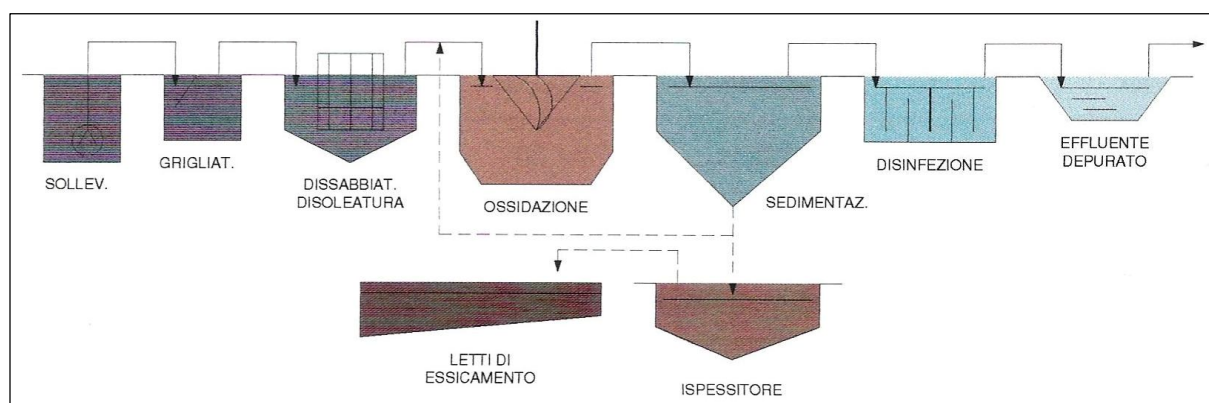 SOLLEV.
GRIGLIAT.
DISSABBIAT.
DISOLEATURA
OSSIDAZIONE
SEDIMENTAZ.
DISINFEZIONE
EFFLUENTE
DEPURATO
LETTI DI
ESSICAMENTO
ISPESSITORE